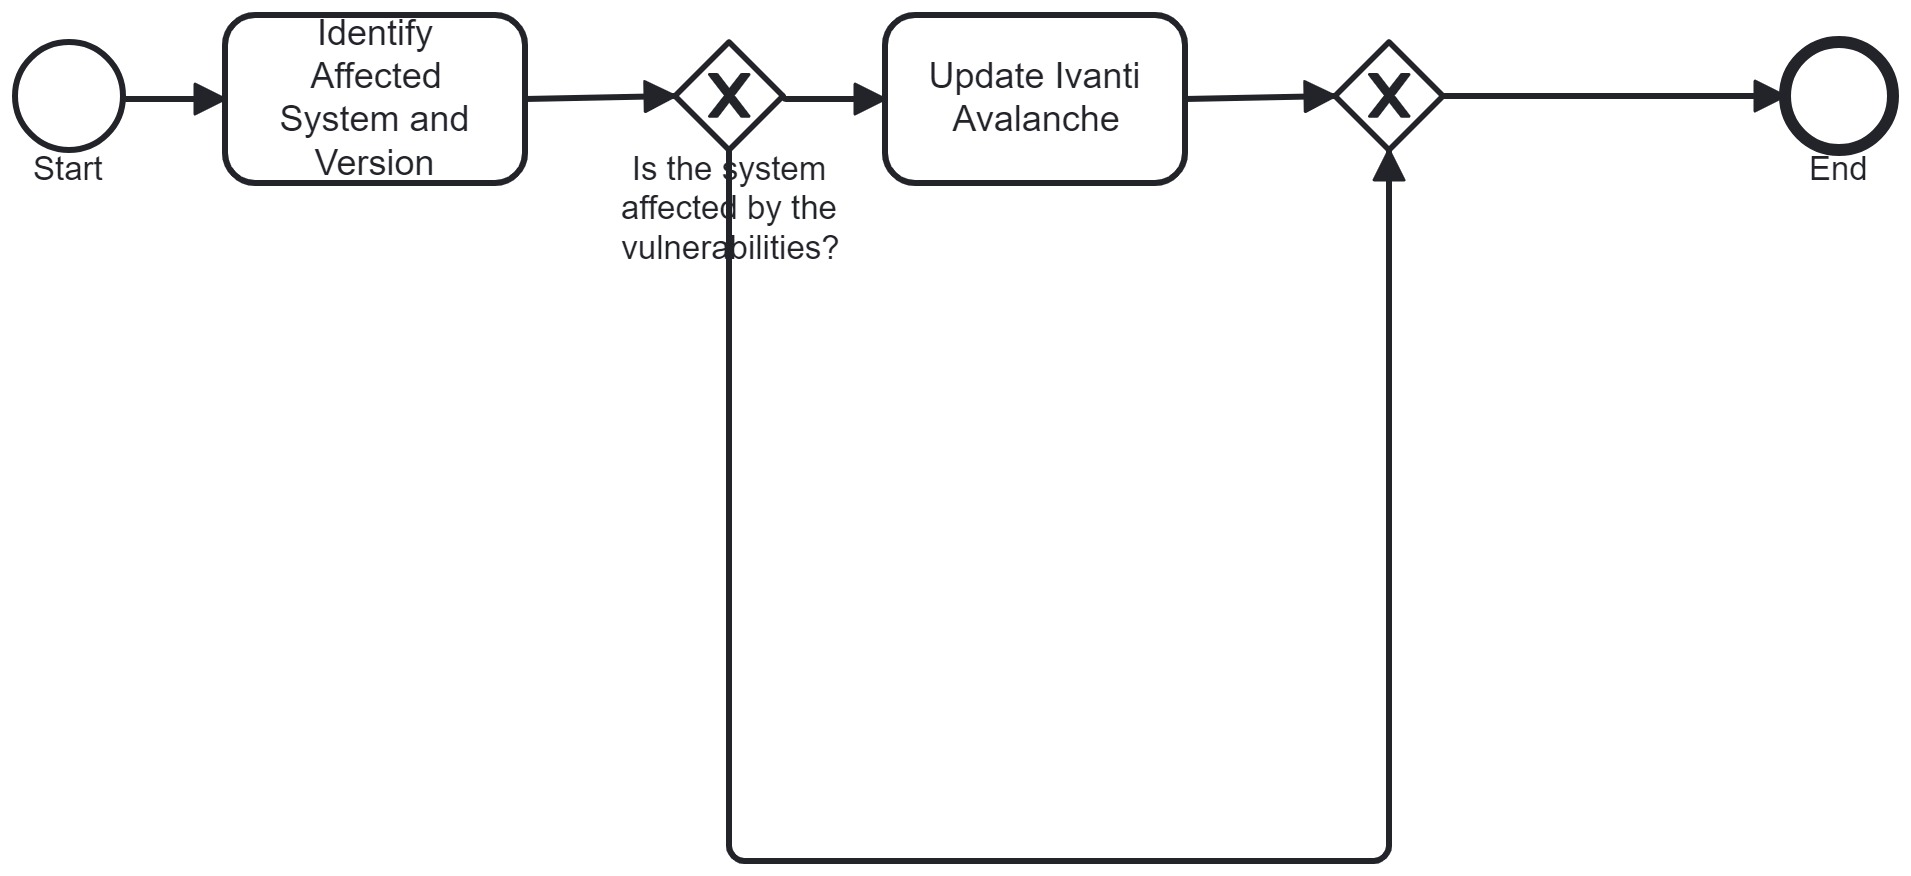 Start
Identify
Affected
System and
Version
X
Is the system
affected by the
vulnerabilities?
Update Ivanti
Avalanche
X
End